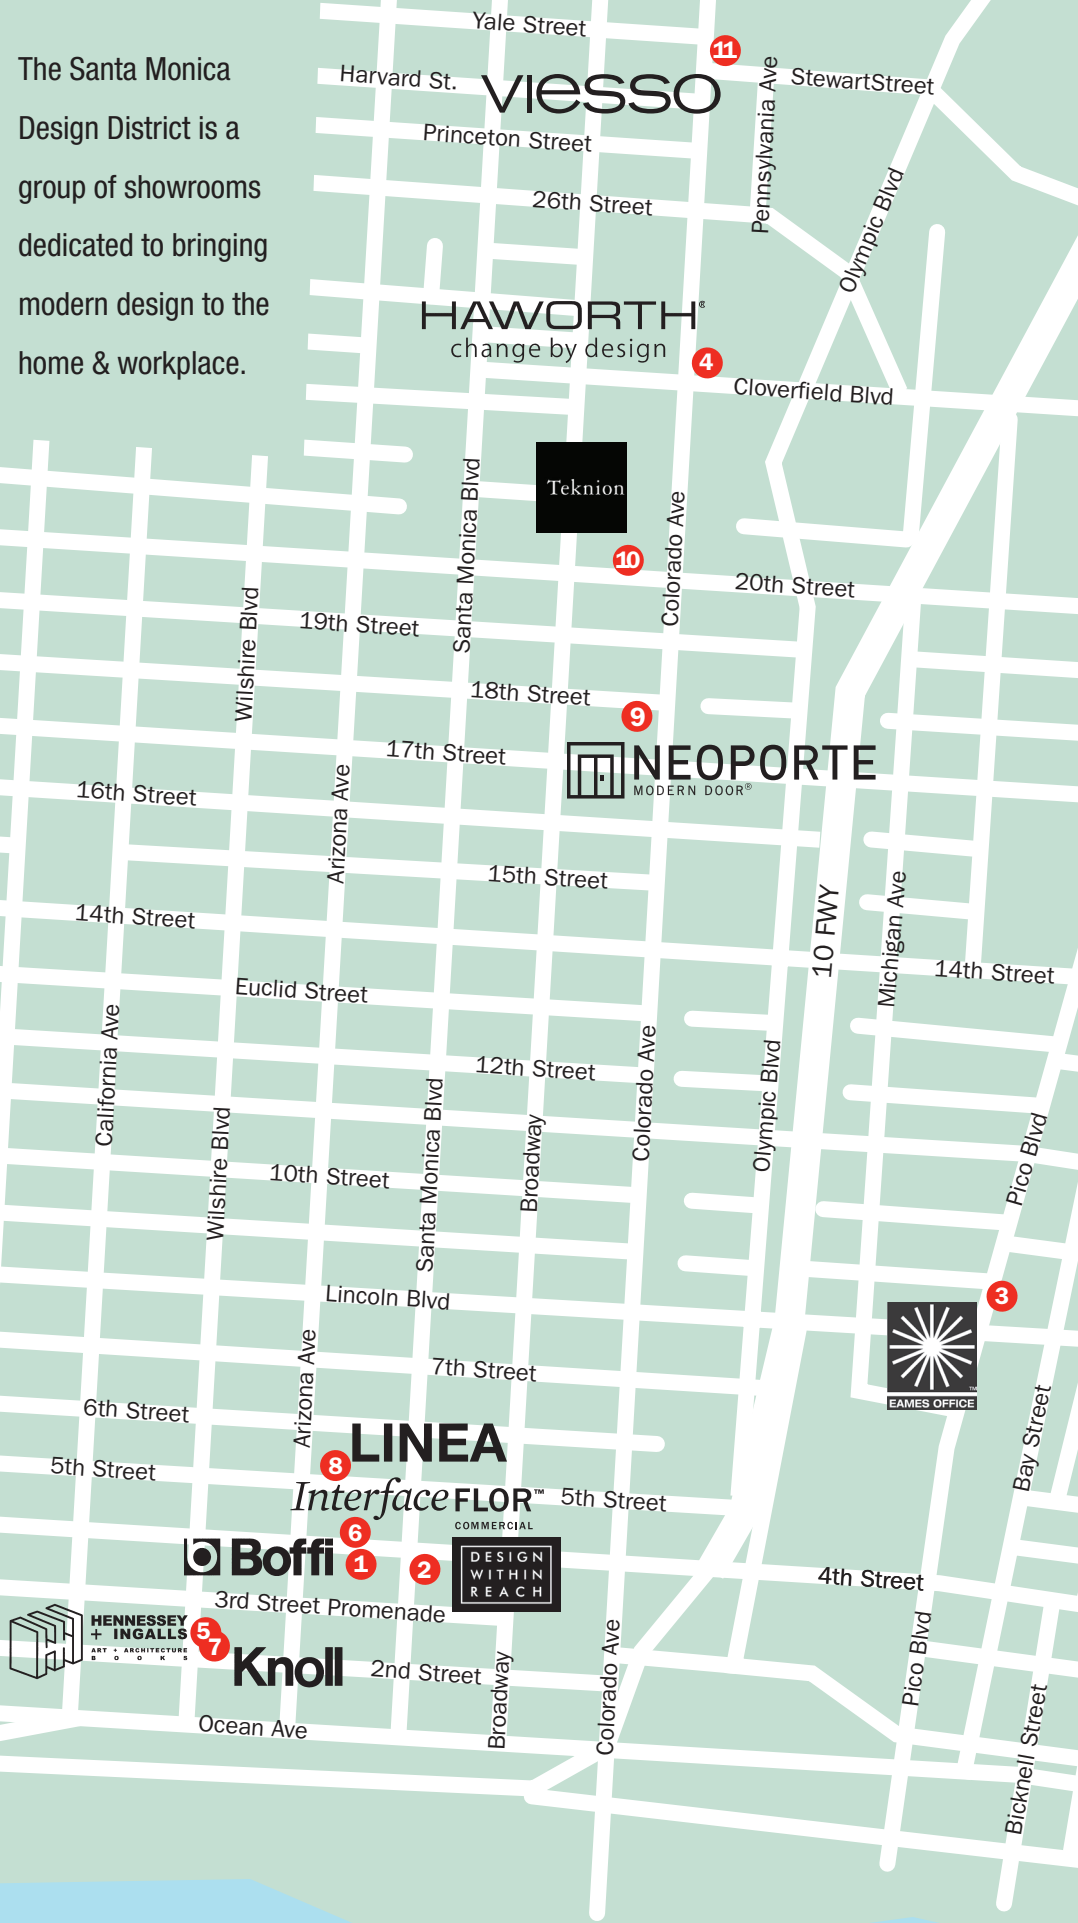 The Santa Monica
Design District is a
group of showrooms
dedicated to bringing
modern design to the
home & workplace.
Yale Street
11
Harvard St.
VIESSO
StewartStreet
Pennsylvania Ave
Princeton Street
26th Street
Olympic Blvd
HAWORTH®
change by design
4
Cloverfield Blvd
Teknion
Santa Monica Blvd
Colorado Ave
10
20th Street
Wilshire Blvd
19th Street
18th Street
9
17th Street
NEOPORTE
MODERN DOOR®
16th Street
Arizona Ave
15th Street
14th Street
10 FWY
Michigan Ave
14th Street
Euclid Street
California Ave
12th Street
Colorado Ave
Olympic Blvd
Wilshire Blvd
Santa Monica Blvd
Broadway
Pico Blvd
10th Street
Lincoln Blvd
3
EAMES OFFICE
™
Arizona Ave
7th Street
6th Street
Bay Street
LINEA
8
5th Street
Interface FLOR™
COMMERCIAL
5th Street
6
Boffi
1
2
DESIGN
WITHIN
REACH
4th Street
3rd Street Promenade
HENNESSEY
+ INGALLS
ART + ARCHITECTURE
BOOKS
5
7
Knoll
2nd Street
Broadway
Colorado Ave
Pico Blvd
Ocean Ave
Bicknell Street